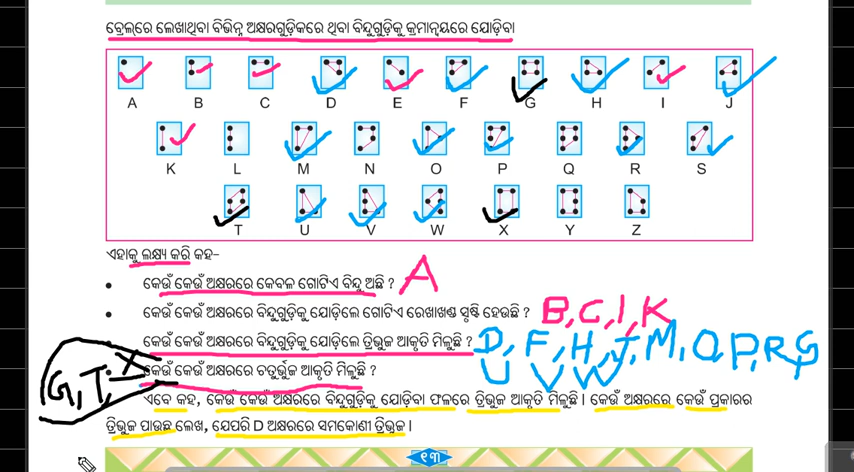 ବ୍ରେଲ୍‌ରେ ଲେଖାଥିବା ବିଭିନ୍ନ ଅକ୍ଷରଗୁଡ଼ିକରେ ଥିବା ବିନ୍ଦୁଗୁଡ଼ିକୁ କ୍ରମାନ୍ୱୟରେ ଯୋଡ଼ିବା
A B C D E F G H I J
K L M N O P Q R S
T U V W X Y Z
ଏହାକୁ ଲକ୍ଷ୍ୟ କରି କହ–
• କେଉଁ କେଉଁ ଅକ୍ଷରରେ କେବଳ ଗୋଟିଏ ବିନ୍ଦୁ ଅଛି ? A
• କେଉଁ କେଉଁ ଅକ୍ଷରରେ ବିନ୍ଦୁଗୁଡ଼ିକୁ ଯୋଡ଼ିଲେ ଗୋଟିଏ ରେଖାଖଣ୍ଡ ସୃଷ୍ଟି ହେଉଛି ? B, C, I, K
କେଉଁ କେଉଁ ଅକ୍ଷରରେ ବିନ୍ଦୁଗୁଡ଼ିକୁ ଯୋଡ଼ିଲେ ତ୍ରିଭୁଜ ଆକୃତି ମିଳୁଛି ? D, F, H, J, M, O, P, R, S
U V W
କେଉଁ କେଉଁ ଅକ୍ଷରରେ ଚତୁର୍ଭୁଜ ଆକୃତି ମିଳୁଛି ?
G, T, X
ଏବେ କହ, କେଉଁ କେଉଁ ଅକ୍ଷରରେ ବିନ୍ଦୁଗୁଡ଼ିକୁ ଯୋଡ଼ିବା ଫଳରେ ତ୍ରିଭୁଜ ଆକୃତି ମିଳୁଛି। କେଉଁ ଅକ୍ଷରରେ କେଉଁ ପ୍ରକାରର
ତ୍ରିଭୁଜ ପାଉଛ ଲେଖ, ଯେପରି D ଅକ୍ଷରରେ ସମକୋଣୀ ତ୍ରିଭୁଜ।
୧୩